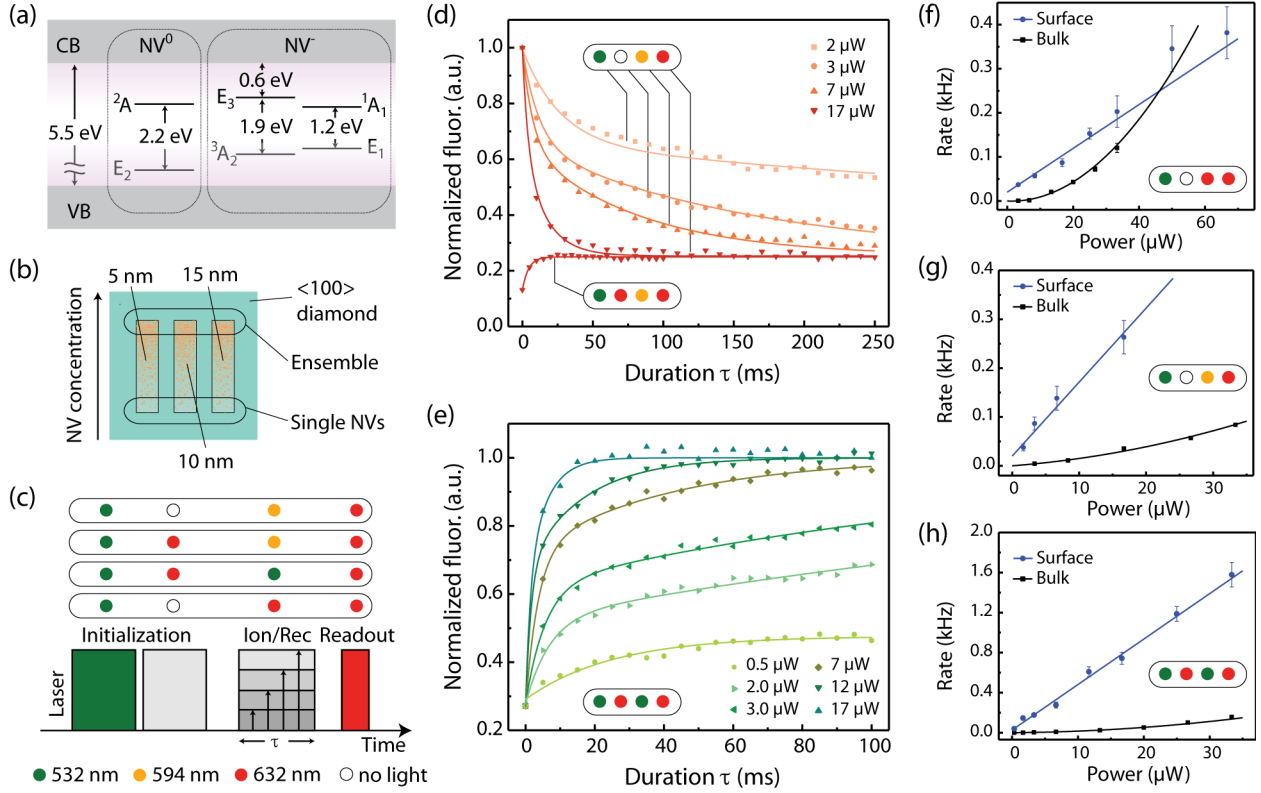 (a)
CB
NV⁰
NV⁻
²A
E₃
0.6 eV
¹A₁
5.5 eV
2.2 eV
1.9 eV
1.2 eV
E₂
³A₂
E₁
VB
(b)
5 nm
15 nm
<100>
diamond
NV concentration
Ensemble
Single NVs
10 nm
(c)
Initialization
Ion/Rec
Readout
Laser
τ
Time
532 nm
594 nm
632 nm
no light
(d)
Normalized fluor. (a.u.)
1.0
0.8
0.6
0.4
0.2
0.0
2 μW
3 μW
7 μW
17 μW
0
50
100
150
200
250
Duration τ (ms)
(e)
Normalized fluor. (a.u.)
1.0
0.8
0.6
0.4
0.2
0.5 μW
2.0 μW
3.0 μW
7 μW
12 μW
17 μW
0
20
40
60
80
100
Duration τ (ms)
(f)
Rate (kHz)
0.4
0.3
0.2
0.1
0.0
Surface
Bulk
0
20
40
60
Power (μW)
(g)
Rate (kHz)
0.4
0.3
0.2
0.1
0.0
Surface
Bulk
0
10
20
30
Power (μW)
(h)
Rate (kHz)
1.6
1.2
0.8
0.4
0.0
Surface
Bulk
0
10
20
30
Power (μW)